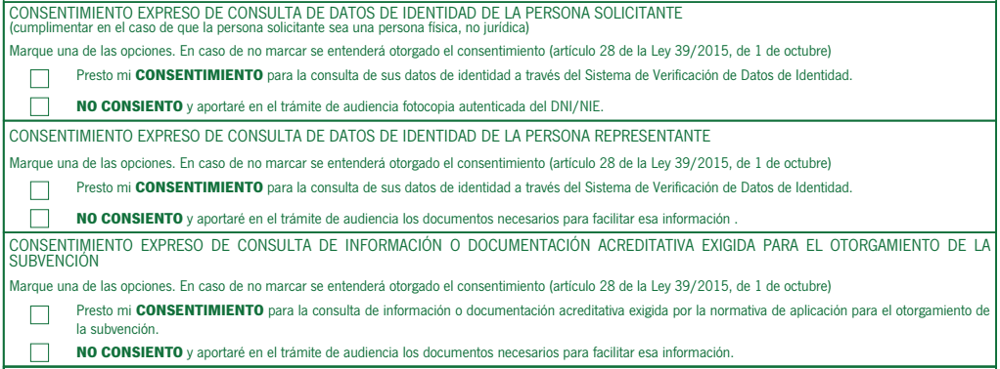 CONSENTIMIENTO EXPRESO DE CONSULTA DE DATOS DE IDENTIDAD DE LA PERSONA SOLICITANTE
(cumplimentar en el caso de que la persona solicitante sea una persona física, no jurídica)
Marque una de las opciones. En caso de no marcar se entenderá otorgado el consentimiento (artículo 28 de la Ley 39/2015, de 1 de octubre)
Presto mi CONSENTIMIENTO para la consulta de sus datos de identidad a través del Sistema de Verificación de Datos de Identidad.
NO CONSIENTO y aportaré en el trámite de audiencia fotocopia autenticada del DNI/NIE.
CONSENTIMIENTO EXPRESO DE CONSULTA DE DATOS DE IDENTIDAD DE LA PERSONA REPRESENTANTE
Marque una de las opciones. En caso de no marcar se entenderá otorgado el consentimiento (artículo 28 de la Ley 39/2015, de 1 de octubre)
Presto mi CONSENTIMIENTO para la consulta de sus datos de identidad a través del Sistema de Verificación de Datos de Identidad.
NO CONSIENTO y aportaré en el trámite de audiencia los documentos necesarios para facilitar esa información .
CONSENTIMIENTO EXPRESO DE CONSULTA DE INFORMACIÓN O DOCUMENTACIÓN ACREDITATIVA EXIGIDA PARA EL OTORGAMIENTO DE LA
SUBVENCIÓN
Marque una de las opciones. En caso de no marcar se entenderá otorgado el consentimiento (artículo 28 de la Ley 39/2015, de 1 de octubre)
Presto mi CONSENTIMIENTO para la consulta de información o documentación acreditativa exigida por la normativa de aplicación para el otorgamiento de
la subvención.
NO CONSIENTO y aportaré en el trámite de audiencia los documentos necesarios para facilitar esa información.